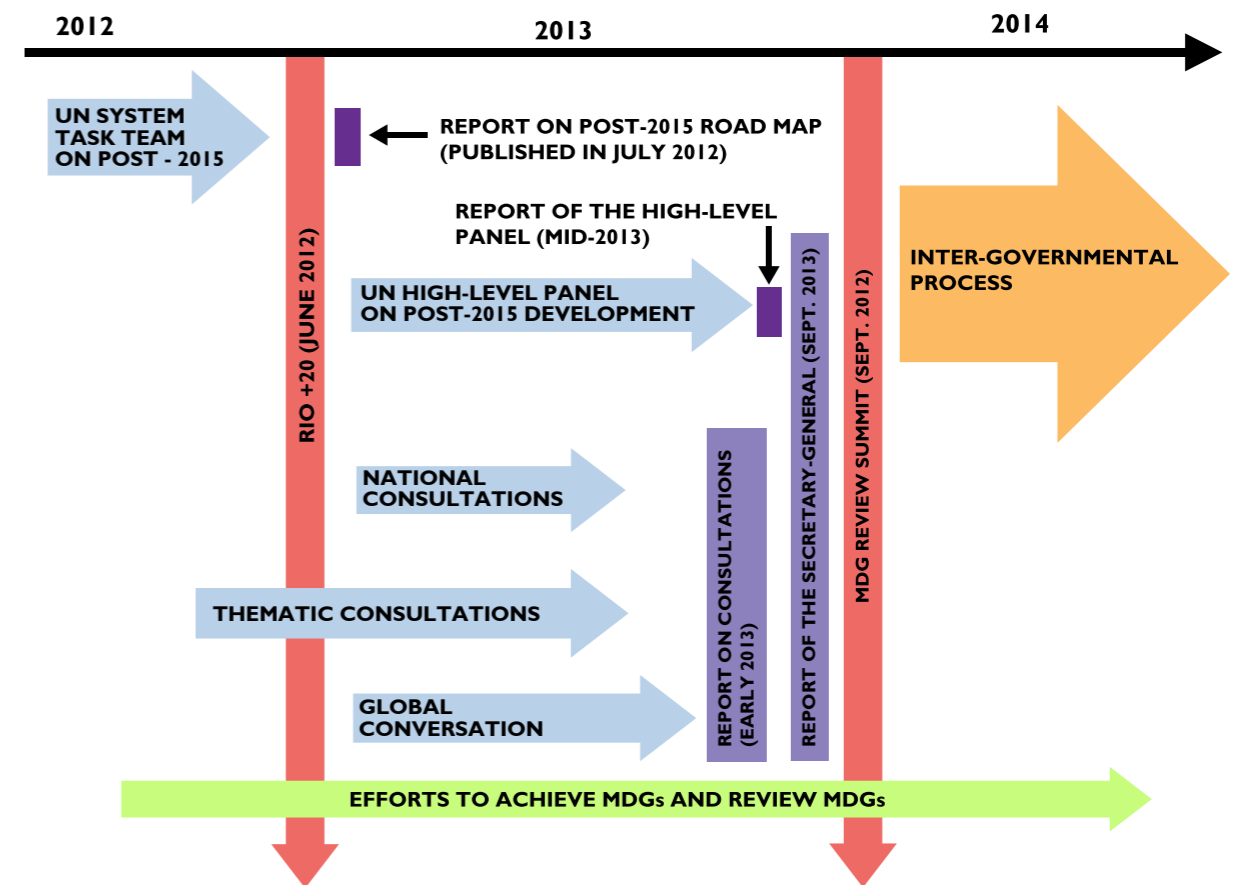 2012
2013
2014
UN SYSTEM
TASK TEAM
ON POST - 2015
REPORT ON POST-2015 ROAD MAP
(PUBLISHED IN JULY 2012)
REPORT OF THE HIGH-LEVEL
PANEL (MID-2013)
UN HIGH-LEVEL PANEL
ON POST-2015 DEVELOPMENT
INTER-GOVERNMENTAL
PROCESS
RIO +20 (JUNE 2012)
NATIONAL
CONSULTATIONS
THEMATIC CONSULTATIONS
GLOBAL
CONVERSATION
REPORT ON CONSULTATIONS
(EARLY 2013)
REPORT OF THE SECRETARY-GENERAL (SEPT. 2013)
MDG REVIEW SUMMIT (SEPT. 2012)
EFFORTS TO ACHIEVE MDGs AND REVIEW MDGs